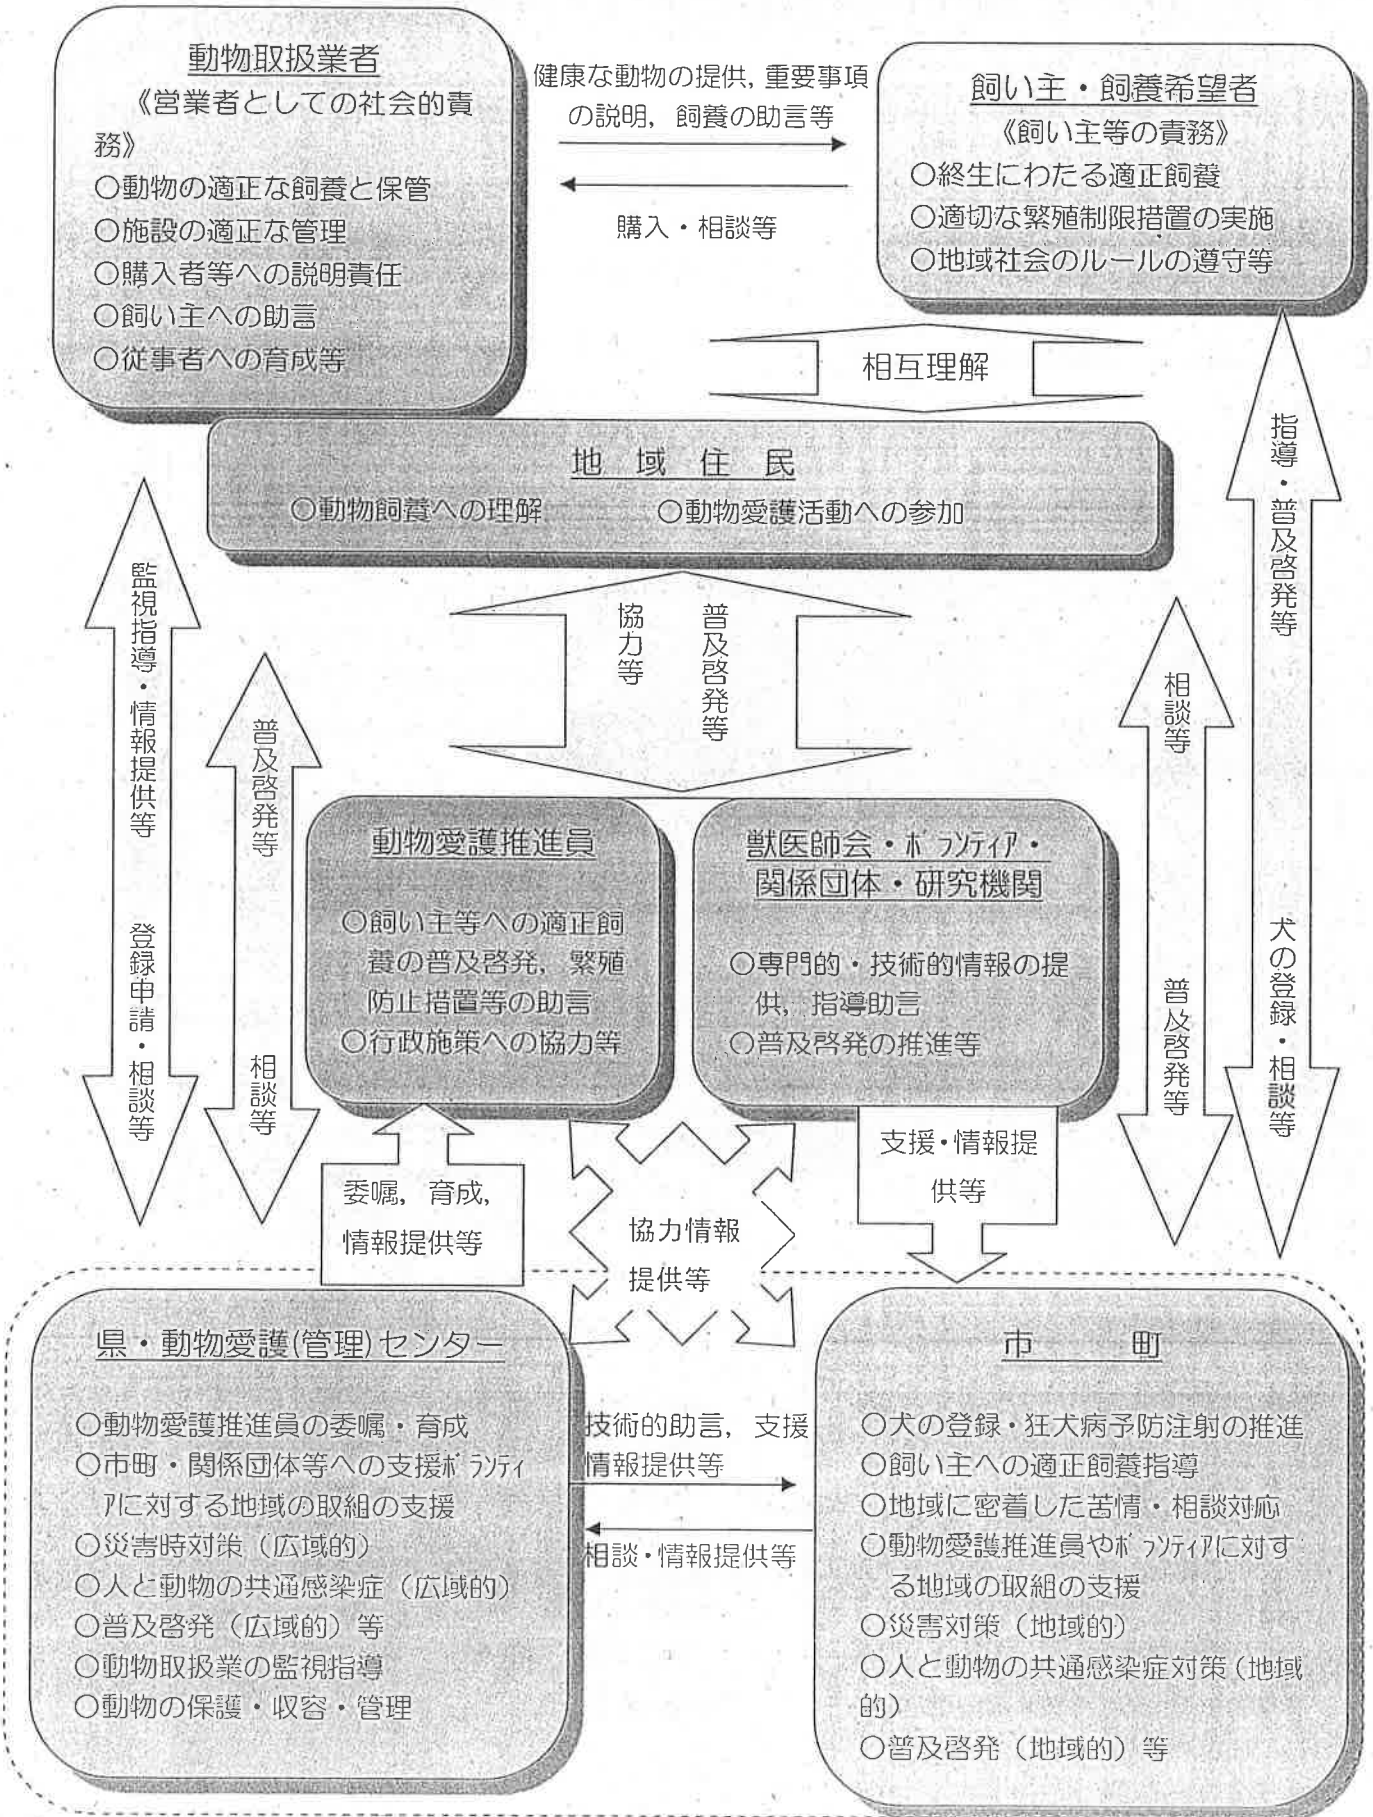 動物取扱業者
《営業者としての社会的責
務》
○動物の適正な飼養と保管
○施設の適正な管理
○購入者等への説明責任
○飼い主への助言
○従事者への育成等
健康な動物の提供，重要事項
の説明，飼養の助言等
購入・相談等
飼い主・飼養希望者
《飼い主等の責務》
○終生にわたる適正飼養
○適切な繁殖制限措置の実施
○地域社会のルールの遵守等
相互理解
地域住民
○動物飼養への理解　○動物愛護活動への参加
監視指導・情報提供等
登録申請・相談等
普及啓発等
相談等
協力等
普及啓発等
相談等
普及啓発等
指導・普及啓発等
犬の登録・相談等
動物愛護推進員
○飼い主等への適正飼
養の普及啓発，繁殖
防止措置等の助言
○行政施策への協力等
獣医師会・ﾎﾞﾗﾝﾃｨｱ・
関係団体・研究機関
○専門的・技術的情報の提
供，指導助言
○普及啓発の推進等
委嘱，育成，
情報提供等
協力情報
提供等
支援・情報提
供等
県・動物愛護(管理)センター
○動物愛護推進員の委嘱・育成
○市町・関係団体等への支援ﾎﾞﾗﾝﾃｨ
ｱに対する地域の取組の支援
○災害時対策（広域的）
○人と動物の共通感染症（広域的）
○普及啓発（広域的）等
○動物取扱業の監視指導
○動物の保護・収容・管理
技術的助言，支援
情報提供等
相談・情報提供等
市　町
○犬の登録・狂犬病予防注射の推進
○飼い主への適正飼養指導
○地域に密着した苦情・相談対応
○動物愛護推進員やﾎﾞﾗﾝﾃｨｱに対す
る地域の取組の支援
○災害対策（地域的）
○人と動物の共通感染症対策（地域
的）
○普及啓発（地域的）等